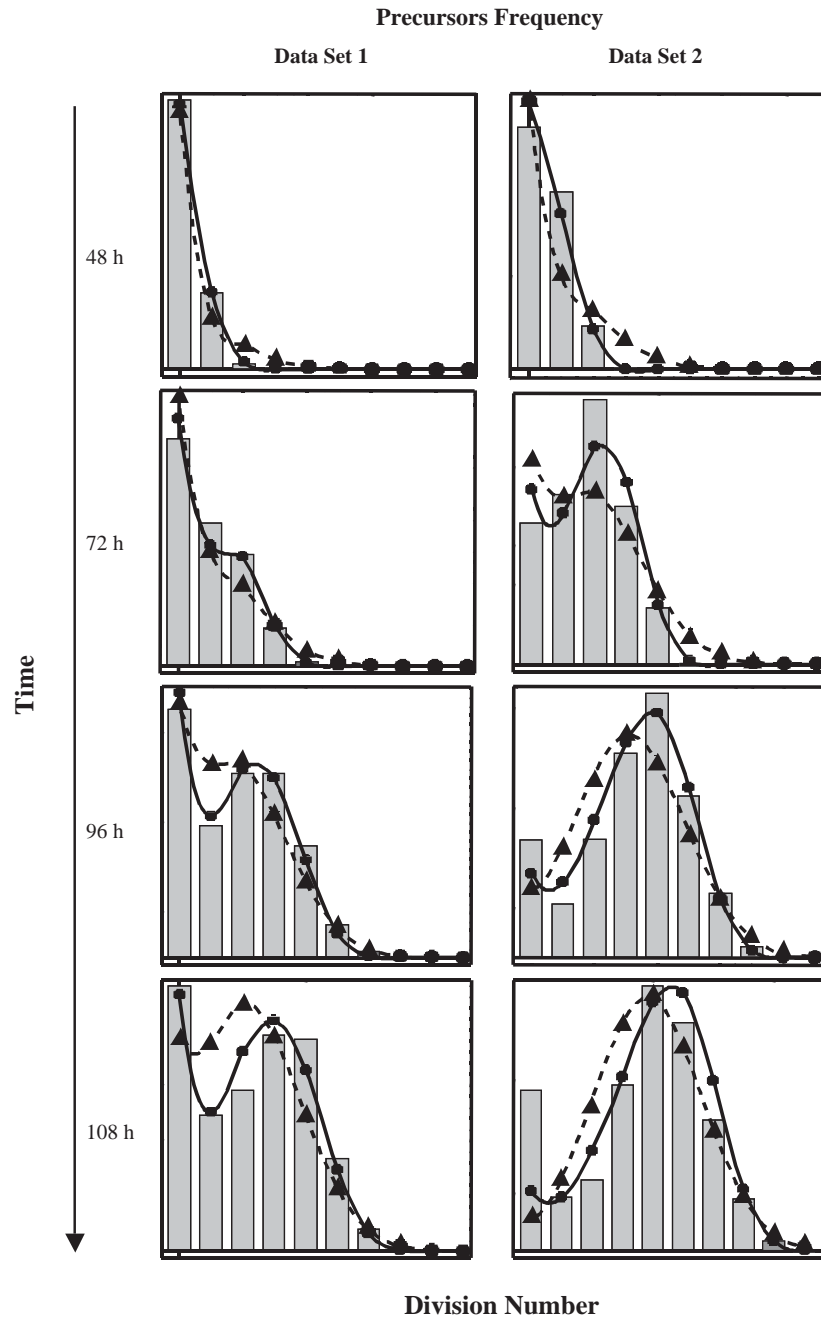 Precursors Frequency
Data Set 1
Data Set 2
48 h
72 h
96 h
108 h
Time
Division Number